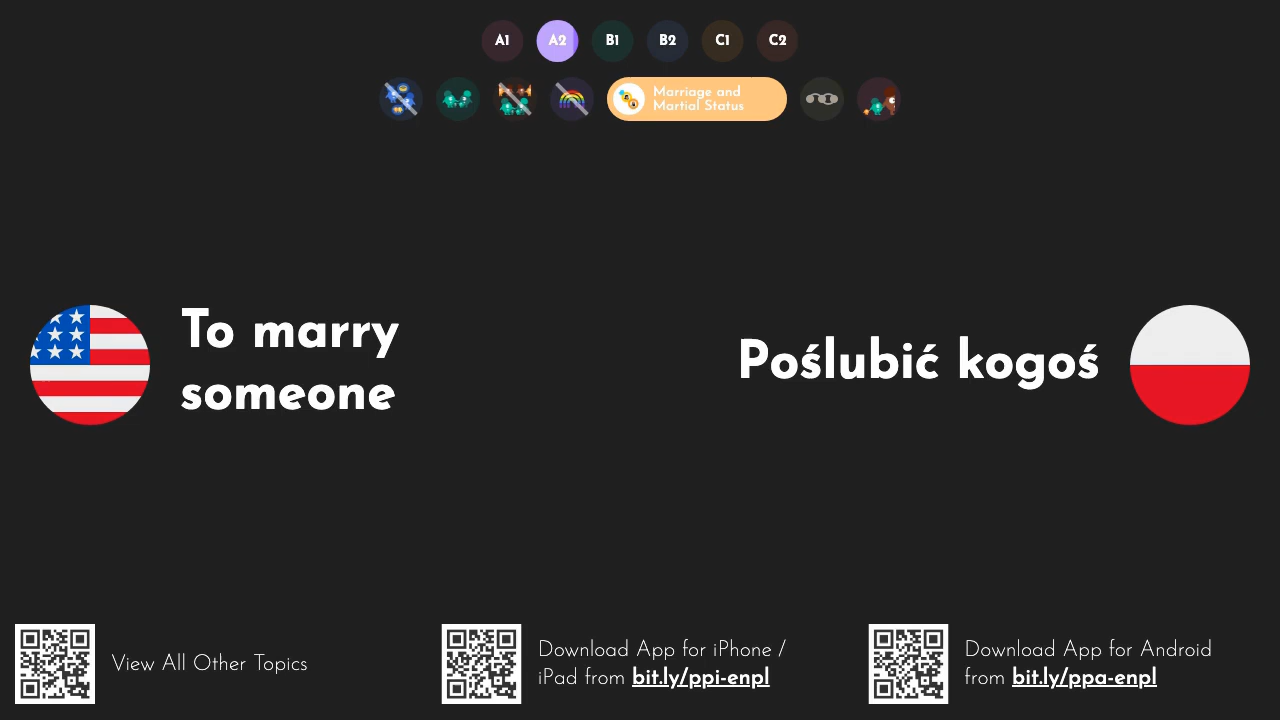 A1 A2 B1 B2 C1 C2
Marriage and
Martial Status
To marry
someone
Poślubić kogoś
View All Other Topics
Download App for iPhone /
iPad from bit.ly/ppi-enpl
Download App for Android
from bit.ly/ppa-enpl